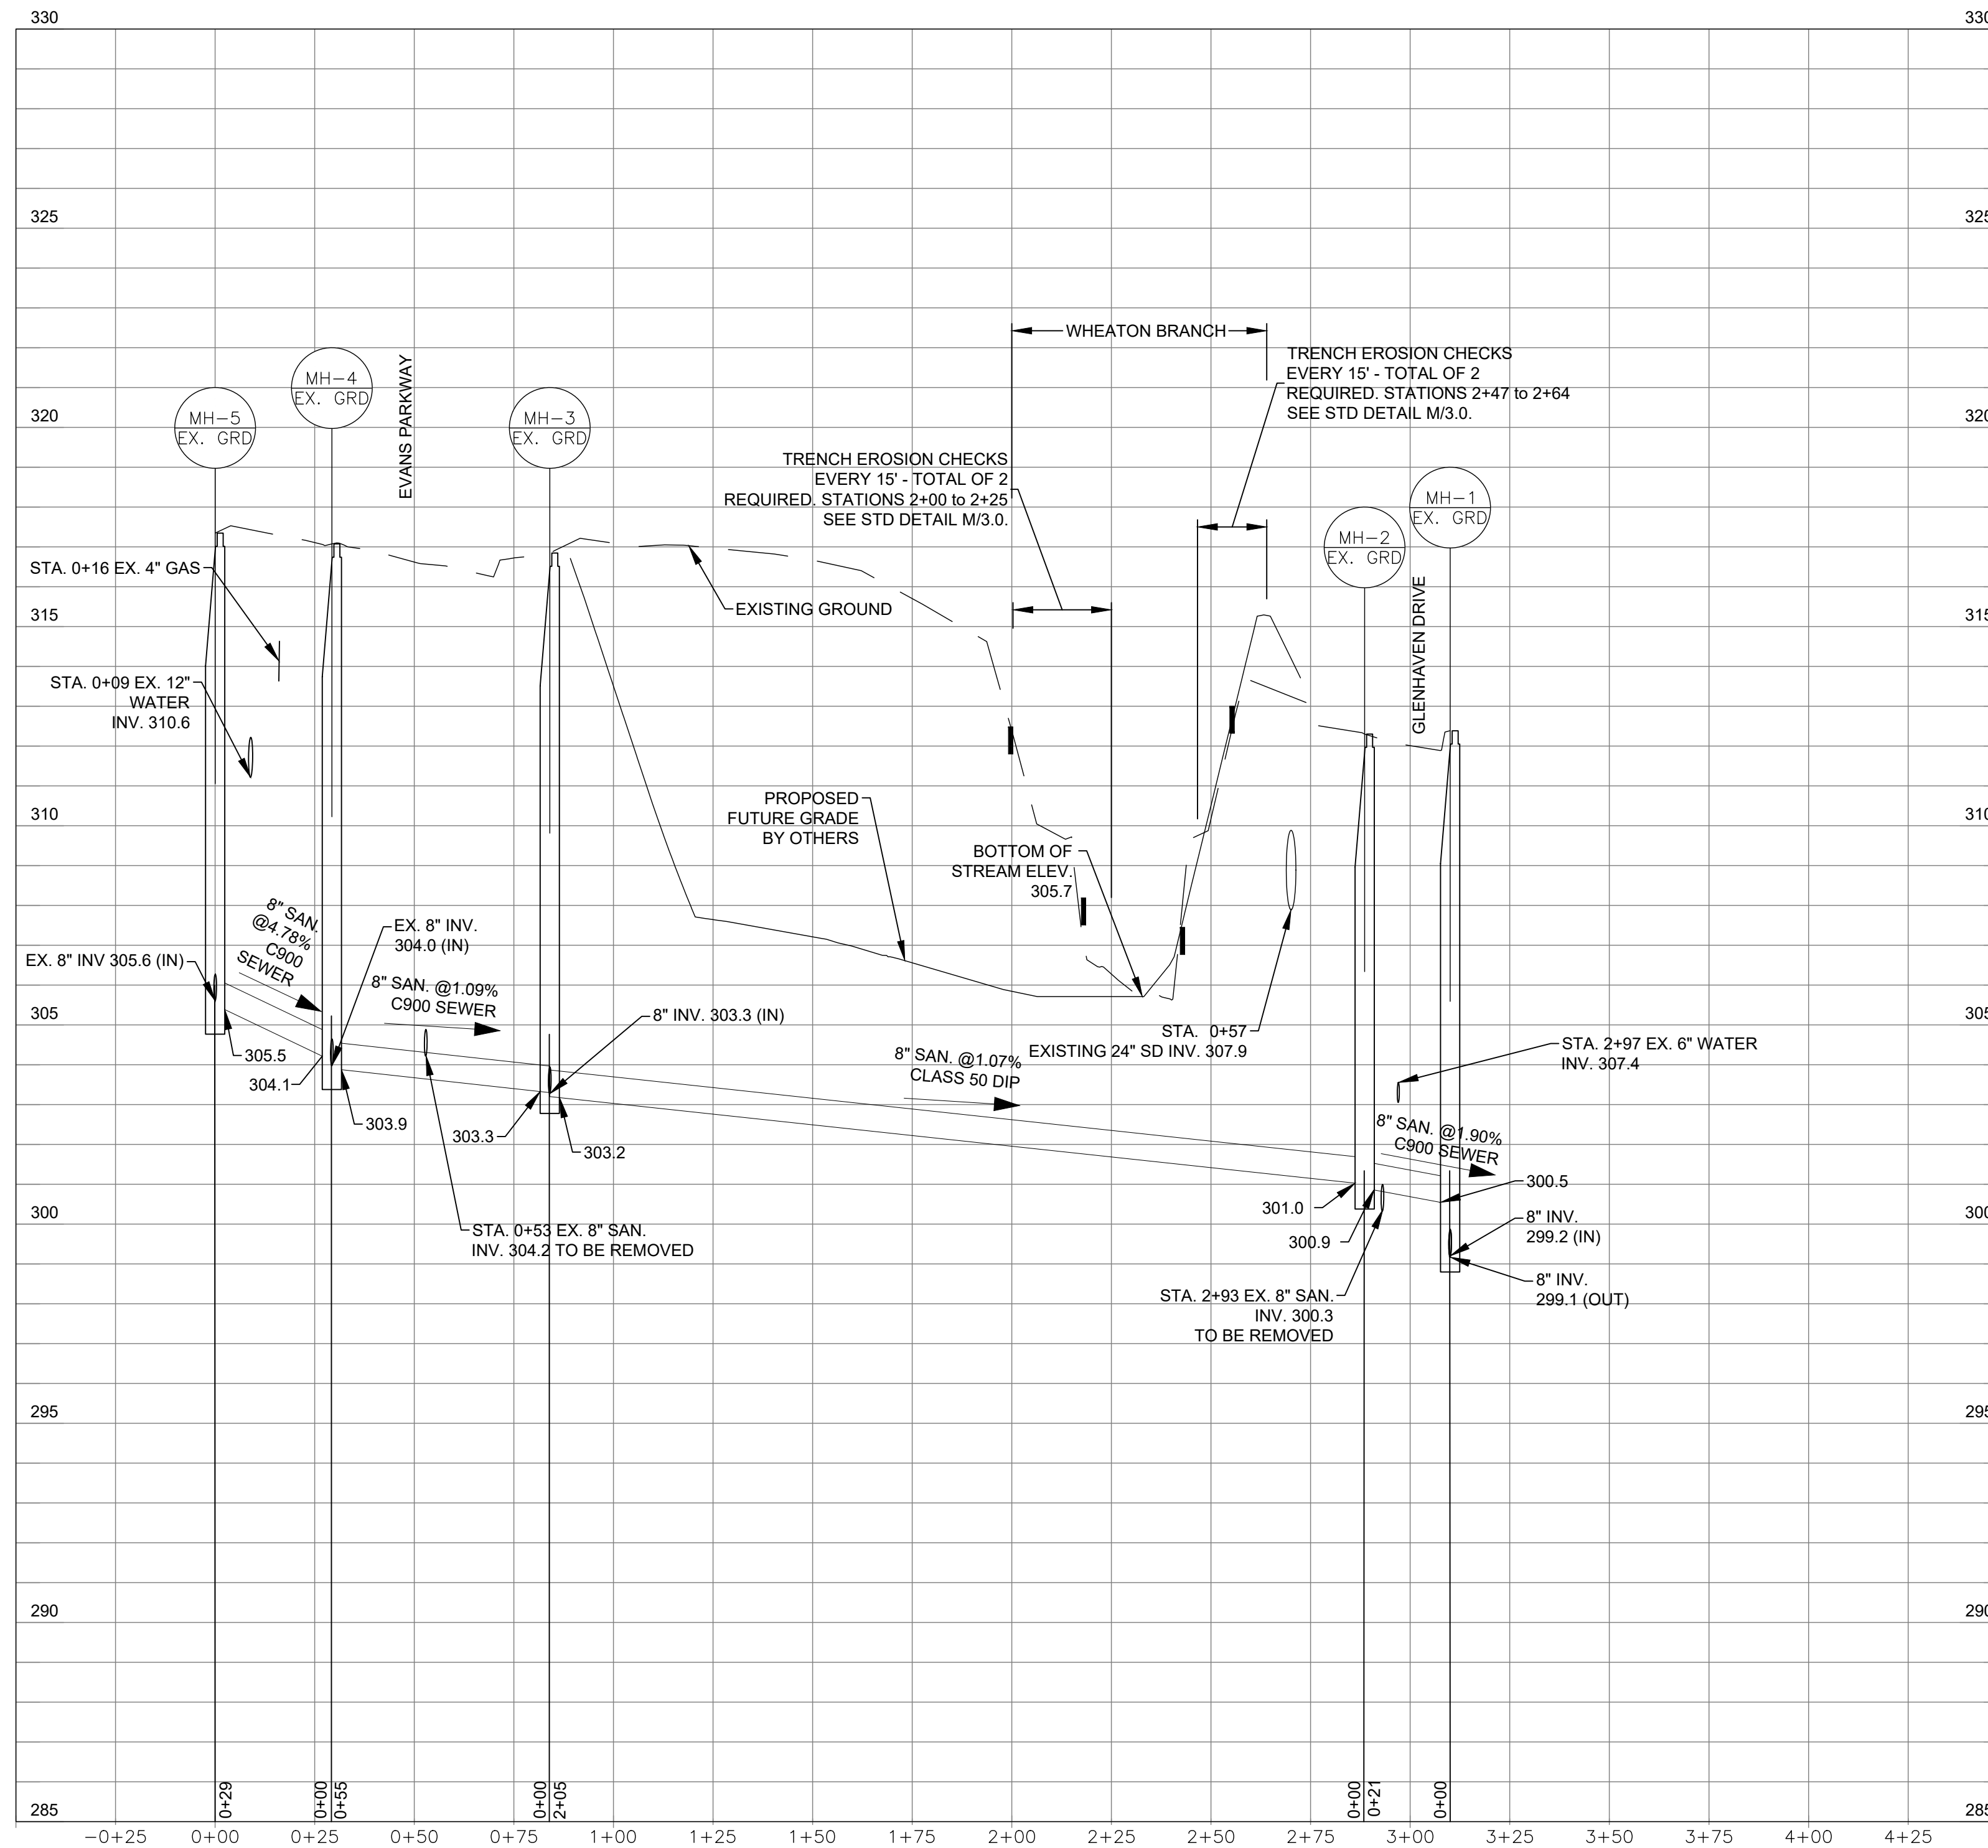 330
330
325
325
320
320
315
315
310
310
305
305
300
300
295
295
290
290
285
285
WHEATON BRANCH
TRENCH EROSION CHECKS
EVERY 15' - TOTAL OF 2
REQUIRED. STATIONS 2+47 to 2+64
SEE STD DETAIL M/3.0.
MH-5
EX. GRD
MH-4
EX. GRD
EVANS PARKWAY
MH-3
EX. GRD
TRENCH EROSION CHECKS
EVERY 15' - TOTAL OF 2
REQUIRED. STATIONS 2+00 to 2+25
SEE STD DETAIL M/3.0.
MH-2
EX. GRD
MH-1
EX. GRD
GLENHAVEN DRIVE
STA. 0+16 EX. 4" GAS
EXISTING GROUND
STA. 0+09 EX. 12"
WATER
INV. 310.6
PROPOSED
FUTURE GRADE
BY OTHERS
BOTTOM OF
STREAM ELEV.
305.7
8" SAN.
@4.78%
C900
SEWER
EX. 8" INV.
304.0 (IN)
EX. 8" INV 305.6 (IN)
8" SAN. @1.09%
C900 SEWER
8" INV. 303.3 (IN)
STA. 0+57
EXISTING 24" SD INV. 307.9
8" SAN. @1.07%
CLASS 50 DIP
STA. 2+97 EX. 6" WATER
INV. 307.4
305.5
304.1
303.9
303.3
303.2
8" SAN. @1.90%
C900 SEWER
301.0
300.9
300.5
8" INV.
299.2 (IN)
8" INV.
299.1 (OUT)
STA. 0+53 EX. 8" SAN.
INV. 304.2 TO BE REMOVED
STA. 2+93 EX. 8" SAN.
INV. 300.3
TO BE REMOVED
0+29
0+00
0+55
0+00
2+05
0+00
0+21
0+00
-0+25
0+00
0+25
0+50
0+75
1+00
1+25
1+50
1+75
2+00
2+25
2+50
2+75
3+00
3+25
3+50
3+75
4+00
4+25